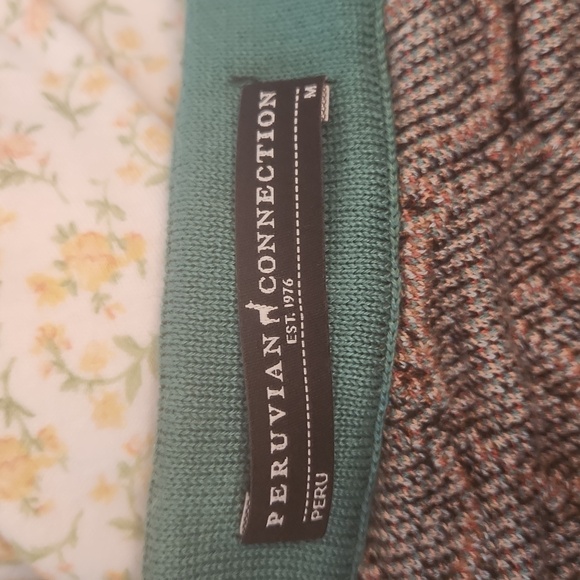 PERUVIAN CONNECTION
EST. 1976
PERU M